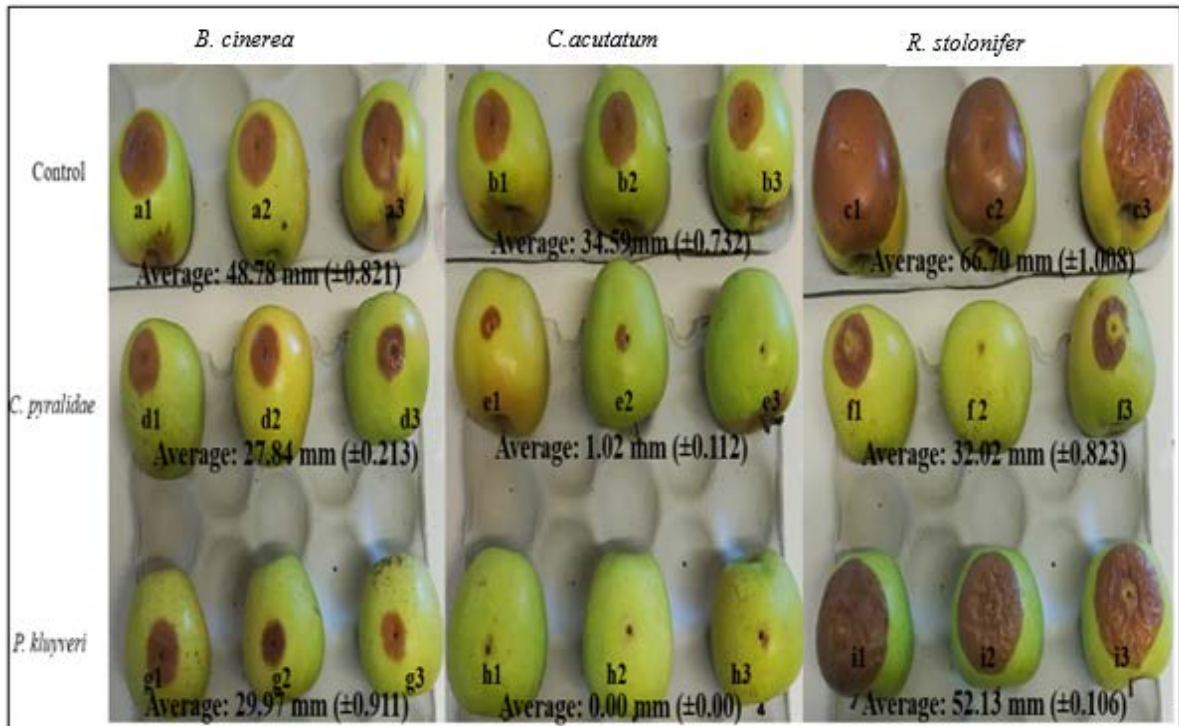 B. cinerea C.acutatum R. stolonifer
Control
a1 a2 a3 b1 b2 b3 c1 c2 c3
Average: 48.78 mm (±0.821) Average: 34.59mm (±0.732) Average: 66.70 mm (±1.008)
C. pyralidae
d1 d2 d3 e1 e2 e3 f1 f2 f3
Average: 27.84 mm (±0.213) Average: 1.02 mm (±0.112) Average: 32.02 mm (±0.823)
P. kluyveri
g1 g2 g3 h1 h2 h3 i1 i2 i3
Average: 29.97 mm (±0.911) Average: 0.00 mm (±0.00) Average: 52.13 mm (±0.106)